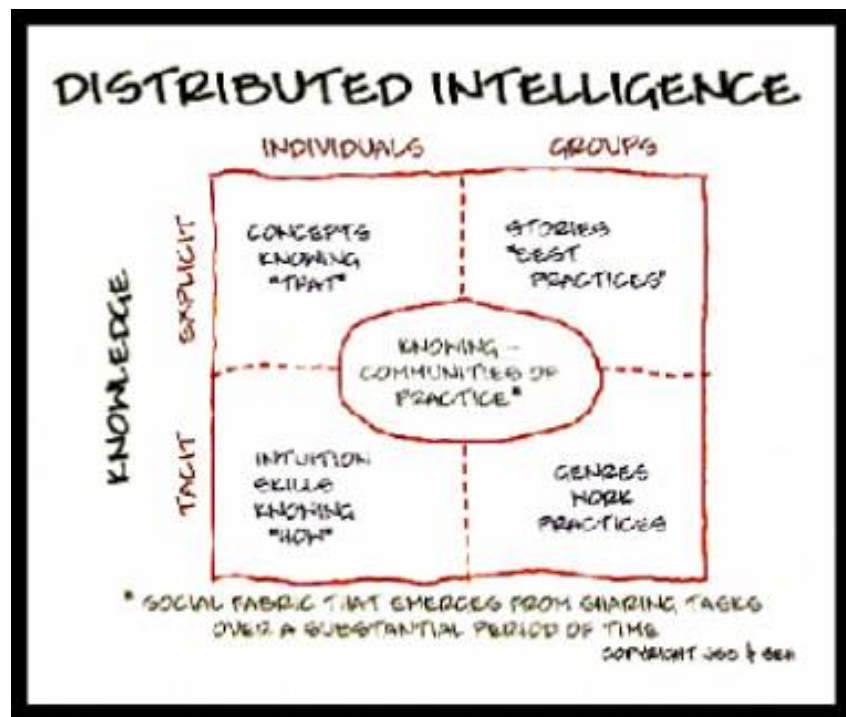 DISTRIBUTED INTELLIGENCE
INDIVIDUALS GROUPS
KNOWLEDGE
EXPLICIT
CONCEPTS
KNOWING
"THAT"
STORIES
"BEST
PRACTICES"
KNOWING –
COMMUNITIES OF
PRACTICE*
TACIT
INTUITION
SKILLS
KNOWING
"HOW"
GENRES
WORK
PRACTICES
* SOCIAL FABRIC THAT EMERGES FROM SHARING TASKS
OVER A SUBSTANTIAL PERIOD OF TIME
COPYRIGHT &